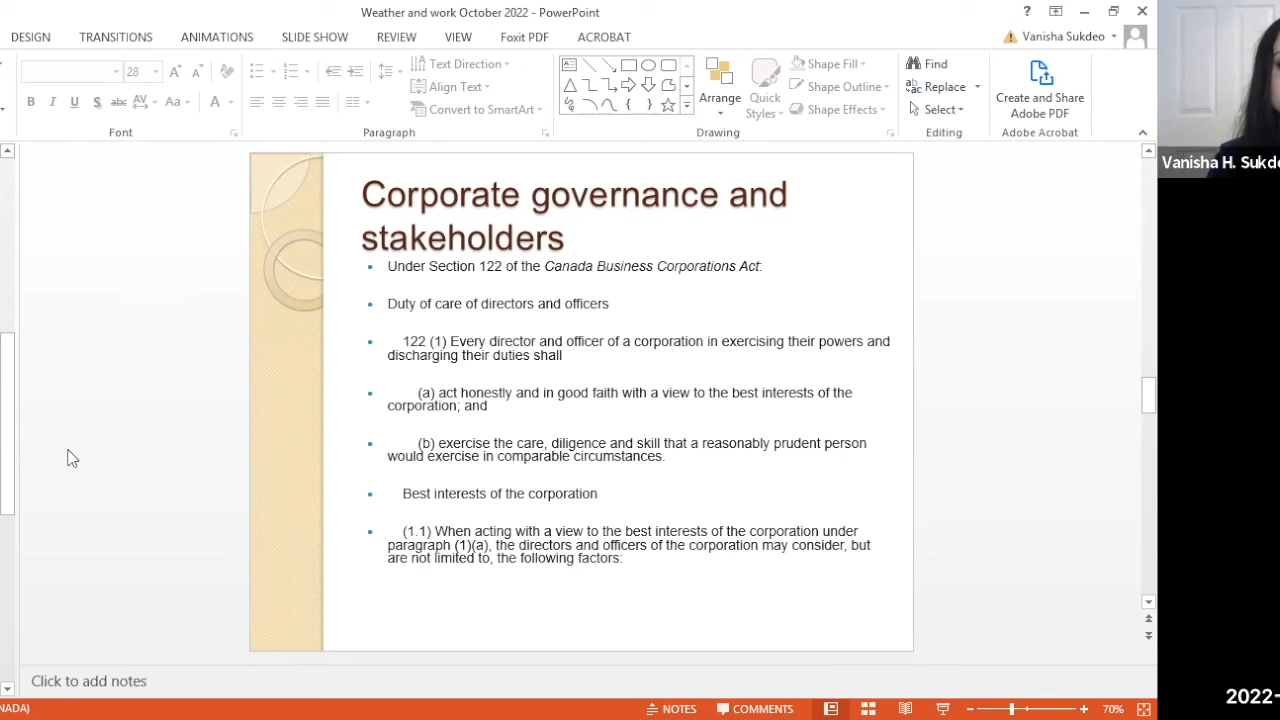 Weather and work October 2022 - PowerPoint
DESIGN TRANSITIONS ANIMATIONS SLIDE SHOW REVIEW VIEW Foxit PDF ACROBAT
Vanisha Sukdeo
28
Text Direction
Align Text
Convert to SmartArt
Arrange
Quick Styles
Shape Fill
Shape Outline
Shape Effects
Find
Replace
Select
Create and Share
Adobe PDF
Font Paragraph Drawing Editing Adobe Acrobat
Vanisha H. Sukde
Corporate governance and
stakeholders
Under Section 122 of the Canada Business Corporations Act:
Duty of care of directors and officers
122 (1) Every director and officer of a corporation in exercising their powers and
discharging their duties shall
(a) act honestly and in good faith with a view to the best interests of the
corporation; and
(b) exercise the care, diligence and skill that a reasonably prudent person
would exercise in comparable circumstances.
Best interests of the corporation
(1.1) When acting with a view to the best interests of the corporation under
paragraph (1)(a), the directors and officers of the corporation may consider, but
are not limited to, the following factors:
Click to add notes
NADA) NOTES COMMENTS 70%
2022-